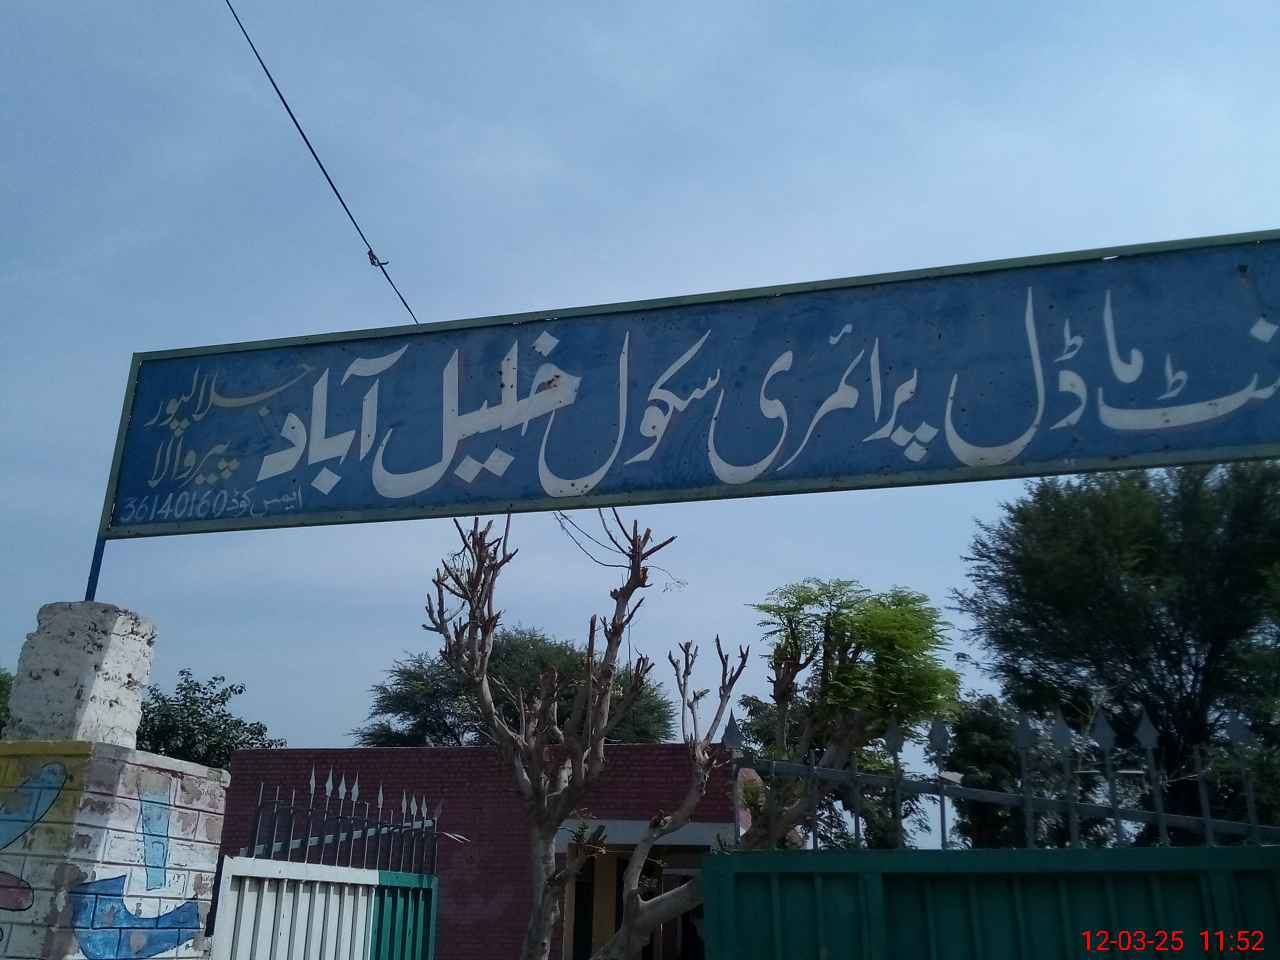 ماڈل پرائمری سکول خلیل آباد
جلالپور
پیروالا
ایمس کوڈ 36140160
12-03-25 11:52